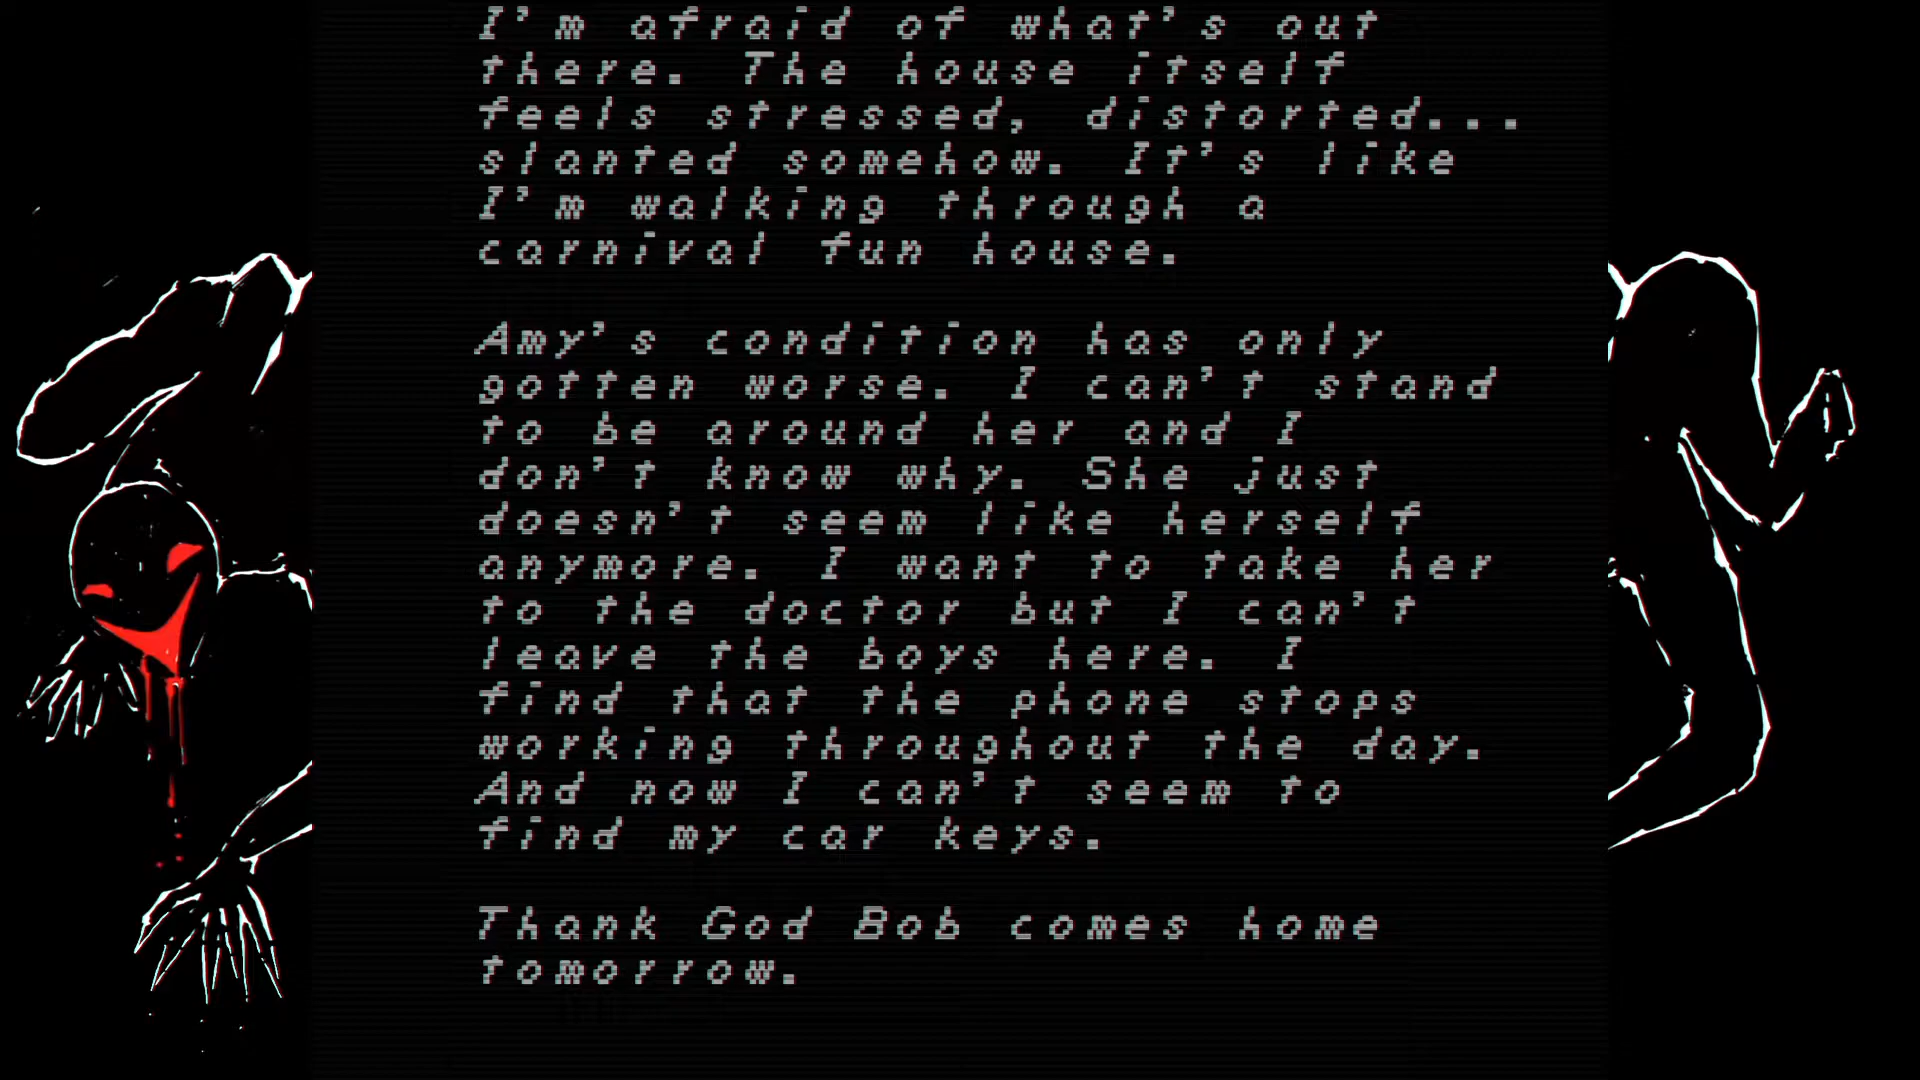 I'm afraid of what's out
there. The house itself
feels stressed, distorted...
slanted somehow. It's like
I'm walking through a
carnival fun house.
Amy's condition has only
gotten worse. I can't stand
to be around her and I
don't know why. She just
doesn't seem like herself
anymore. I want to take her
to the doctor but I can't
leave the boys here. I
find that the phone stops
working throughout the day.
And now I can't seem to
find my car keys.
Thank God Bob comes home
tomorrow.